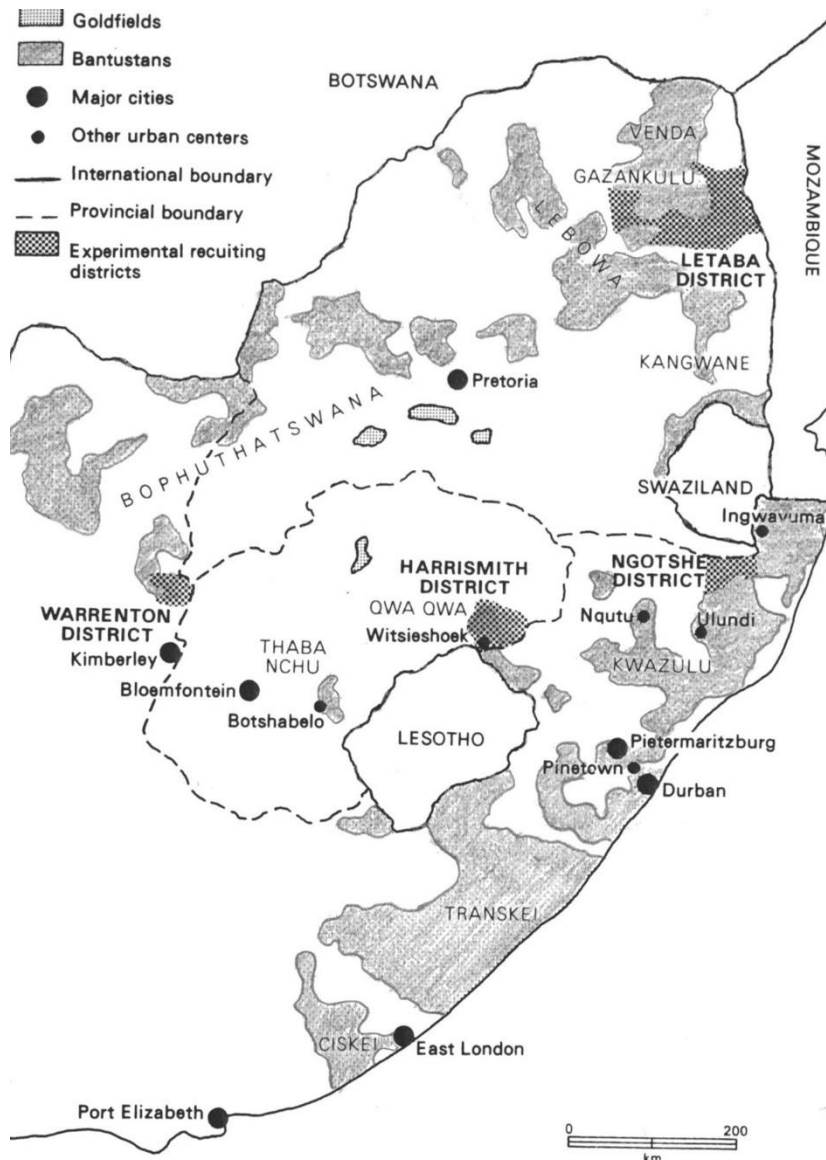 Goldfields
Bantustans
Major cities
Other urban centers
International boundary
Provincial boundary
Experimental recruiting
districts
BOTSWANA
MOZAMBIQUE
VENDA
GAZANKULU
LEBOWA
LETABA
DISTRICT
KANGWANE
Pretoria
BOPHUTHATSWANA
SWAZILAND
Ingwavuma
HARRISMITH
DISTRICT
NGOTSHE
DISTRICT
QWA QWA
Witsieshoek
Nqutu
Ulundi
WARRENTON
DISTRICT
KWAZULU
Kimberley
THABA
NCHU
Bloemfontein
Botshabelo
LESOTHO
Pietermaritzburg
Pinetown
Durban
TRANSKEI
CISKEI
East London
Port Elizabeth
0 200
km